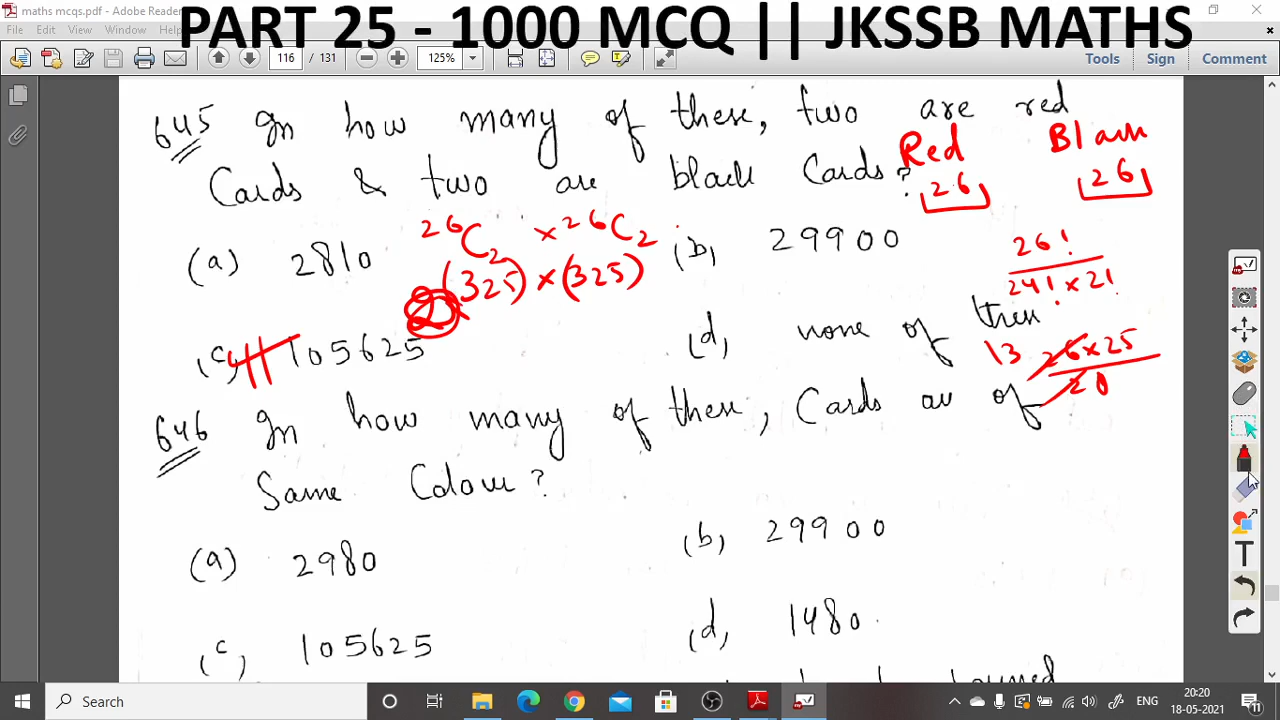 PART 25 - 1000 MCQ || JKSSB MATHS
maths mcqs.pdf - Adobe Reader
File Edit View Window
116 / 131 125% Tools Sign Comment
645 In how many of these, two are red
Cards & two are black Cards?
Red Black
26 26
(a) 2810 (b) 29900
26C2 × 26C2
(325) × (325)
26!
24! × 2!
(c) 105625 (d) none of then
13 26×25
2
646 In how many of these, Cards are of
Same Colour?
(a) 2980 (b) 29900
(c) 105625 (d) 1480
Search
ENG
20:20
18-05-2021